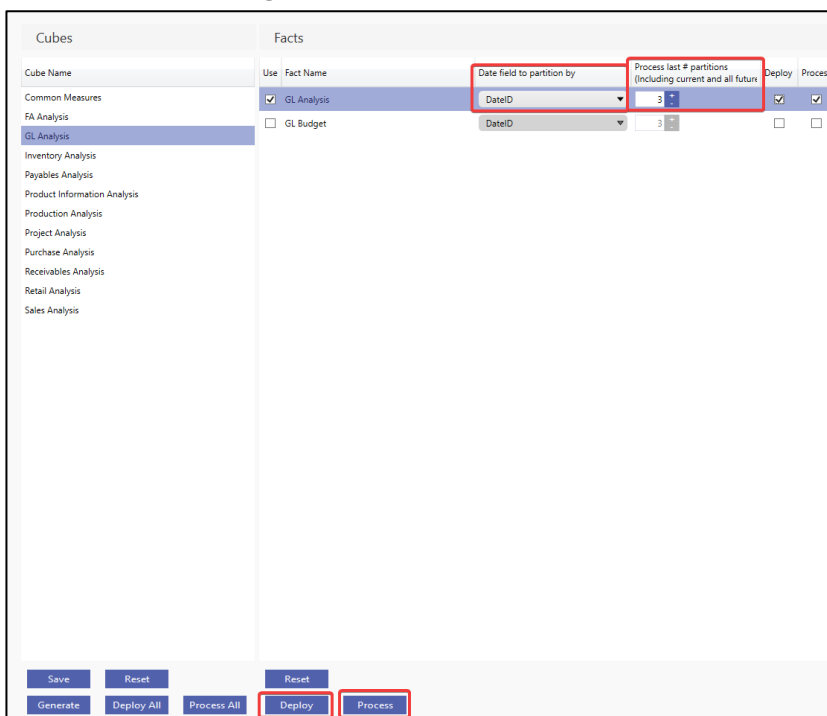 Cubes
Facts
Cube Name
Use Fact Name Date field to partition by Process last # partitions
(Including current and all future Deploy Proces
Common Measures
GL Analysis DateID 3
FA Analysis
GL Budget DateID 3
GL Analysis
Inventory Analysis
Payables Analysis
Product Information Analysis
Production Analysis
Project Analysis
Purchase Analysis
Receivables Analysis
Retail Analysis
Sales Analysis
Save Reset Reset
Generate Deploy All Process All Deploy Process